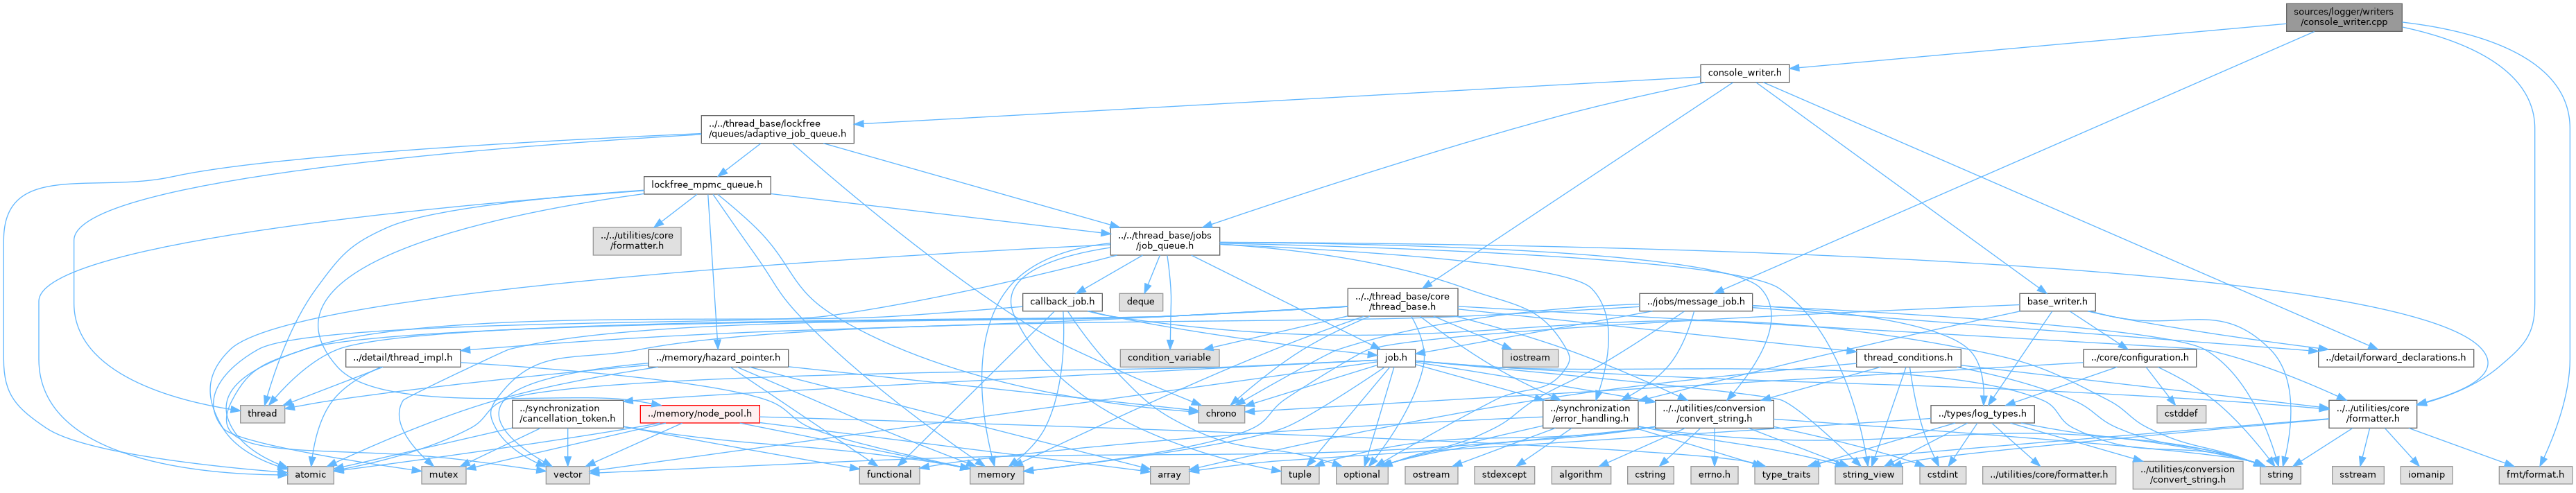 sources/logger/writers
/console_writer.cpp
console_writer.h
../../thread_base/lockfree
/queues/adaptive_job_queue.h
lockfree_mpmc_queue.h
../../utilities/core
/formatter.h
../../thread_base/jobs
/job_queue.h
callback_job.h
deque
../../thread_base/core
/thread_base.h
../jobs/message_job.h
base_writer.h
../detail/thread_impl.h
../memory/hazard_pointer.h
condition_variable
iostream
job.h
thread_conditions.h
../core/configuration.h
../detail/forward_declarations.h
thread
../synchronization
/cancellation_token.h
../memory/node_pool.h
chrono
../synchronization
/error_handling.h
../../utilities/conversion
/convert_string.h
../types/log_types.h
cstddef
../../utilities/core
/formatter.h
atomic
mutex
vector
functional
memory
array
tuple
optional
ostream
stdexcept
algorithm
cstring
errno.h
type_traits
string_view
cstdint
../utilities/core/formatter.h
../utilities/conversion
/convert_string.h
string
sstream
iomanip
fmt/format.h